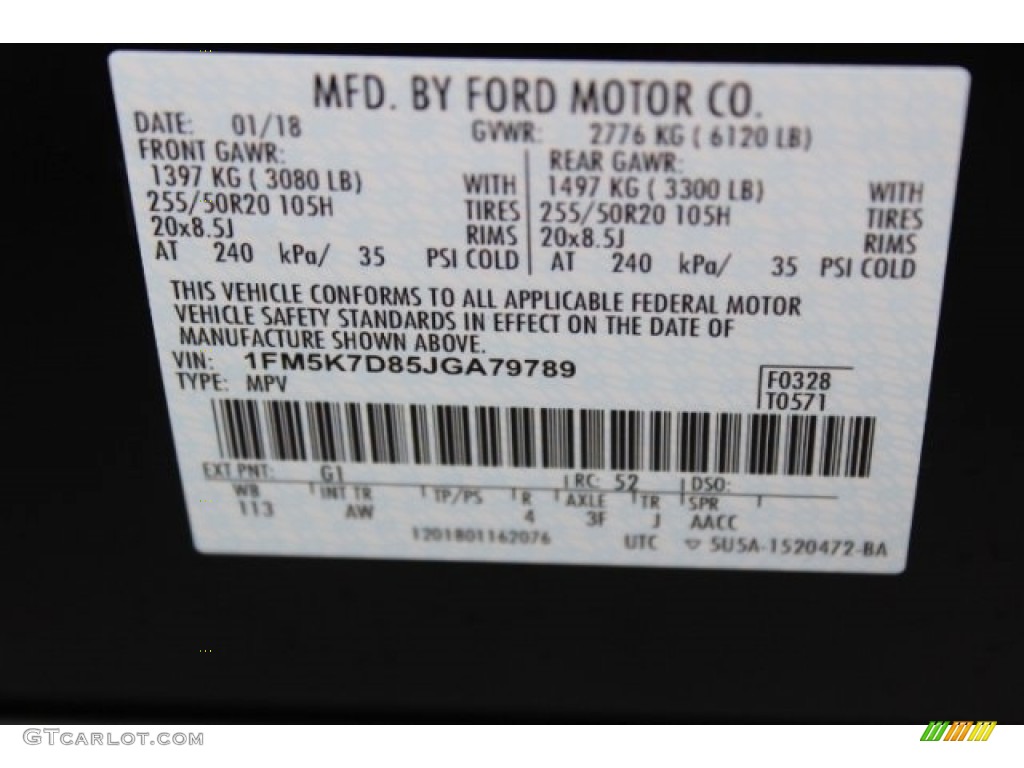 MFD. BY FORD MOTOR CO.
DATE: 01/18 GVWR: 2776 KG ( 6120 LB)
FRONT GAWR: REAR GAWR:
1397 KG ( 3080 LB) WITH 1497 KG ( 3300 LB) WITH
255/50R20 105H TIRES 255/50R20 105H TIRES
20x8.5J RIMS 20x8.5J RIMS
AT 240 kPa/ 35 PSI COLD AT 240 kPa/ 35 PSI COLD
THIS VEHICLE CONFORMS TO ALL APPLICABLE FEDERAL MOTOR
VEHICLE SAFETY STANDARDS IN EFFECT ON THE DATE OF
MANUFACTURE SHOWN ABOVE.
VIN: 1FM5K7D85JGA79789
TYPE: MPV
F0328
T0571
EXT PNT: G1 RC: 52 DSO:
WB INT TR TP/PS R AXLE TR SPR
113 AW 4 3F J AACC
1201801162076 UTC 5U5A-1520472-BA
GTCARLOT.COM